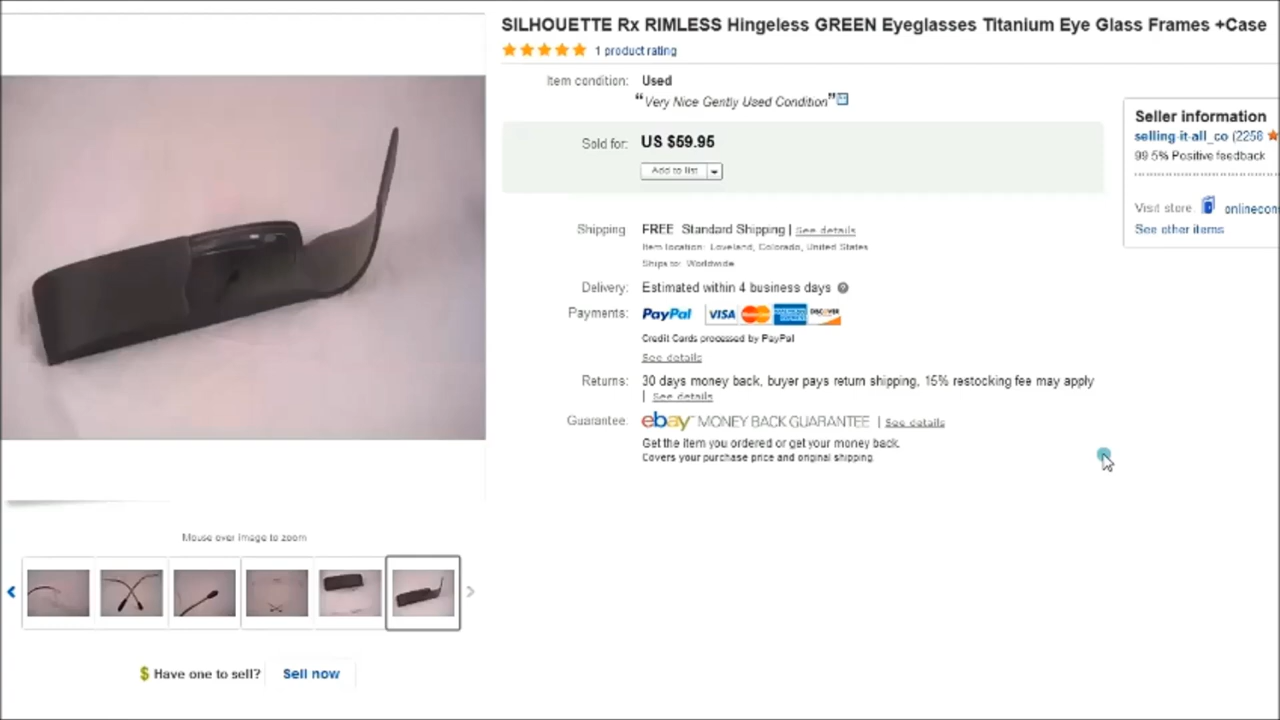 SILHOUETTE Rx RIMLESS Hingeless GREEN Eyeglasses Titanium Eye Glass Frames +Case
1 product rating
Item condition: Used
“Very Nice Gently Used Condition”
Sold for: US $59.95
Add to list
Shipping: FREE Standard Shipping | See details
Item location: Loveland, Colorado, United States
Ships to: Worldwide
Delivery: Estimated within 4 business days
Payments: PayPal VISA MasterCard AMERICAN EXPRESS DISCOVER
Credit Cards processed by PayPal
See details
Returns: 30 days money back, buyer pays return shipping, 15% restocking fee may apply
| See details
Guarantee: ebay MONEY BACK GUARANTEE | See details
Get the item you ordered or get your money back.
Covers your purchase price and original shipping.
Seller information
selling-it-all_co (2258
99.5% Positive feedback
Visit store: onlinecon
See other items
Mouse over image to zoom
$ Have one to sell? Sell now